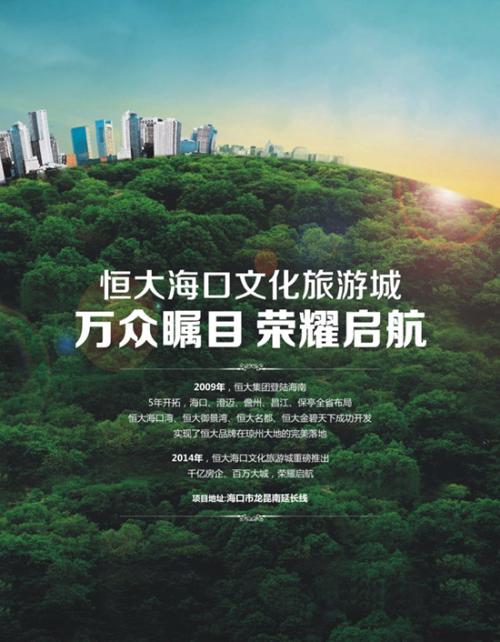 恒大海口文化旅游城
万众瞩目 荣耀启航
2009年，恒大集团登陆海南
5年开拓，海口、澄迈、儋州、昌江、保亭全省布局
恒大海口湾、恒大御景湾、恒大名都、恒大金碧天下成功开发
实现了恒大品牌在琼州大地的完美落地
2014年，恒大海口文化旅游城重磅推出
千亿房企、百万大城，荣耀启航
项目地址:海口市龙昆南延长线